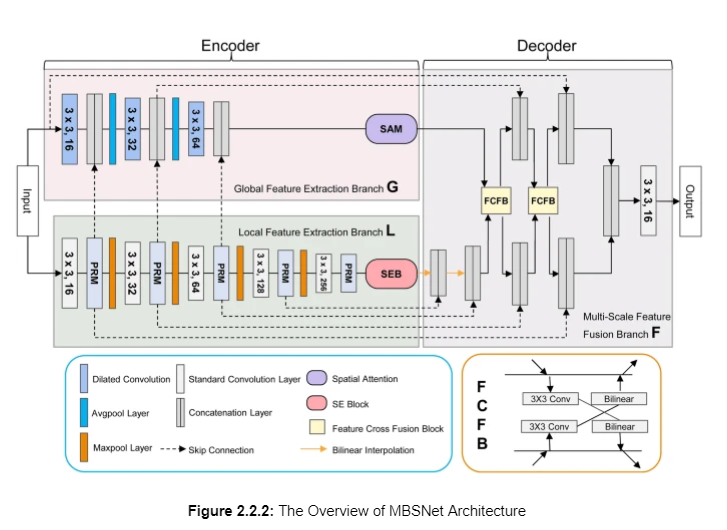 Encoder
Decoder
3 x 3, 16
3 x 3, 32
3 x 3, 64
SAM
Global Feature Extraction Branch G
Input
FCFB
FCFB
3 x 3, 16
Output
Local Feature Extraction Branch L
3 x 3, 16
PRM
3 x 3, 32
PRM
3 x 3, 64
PRM
3 x 3, 128
PRM
3 x 3, 256
PRM
SEB
Multi-Scale Feature
Fusion Branch F
Dilated Convolution
Standard Convolution Layer
Spatial Attention
Avgpool Layer
Concatenation Layer
SE Block
Feature Cross Fusion Block
Maxpool Layer
Skip Connection
Bilinear Interpolation
F
C
F
B
3X3 Conv
Bilinear
3X3 Conv
Bilinear
Figure 2.2.2: The Overview of MBSNet Architecture